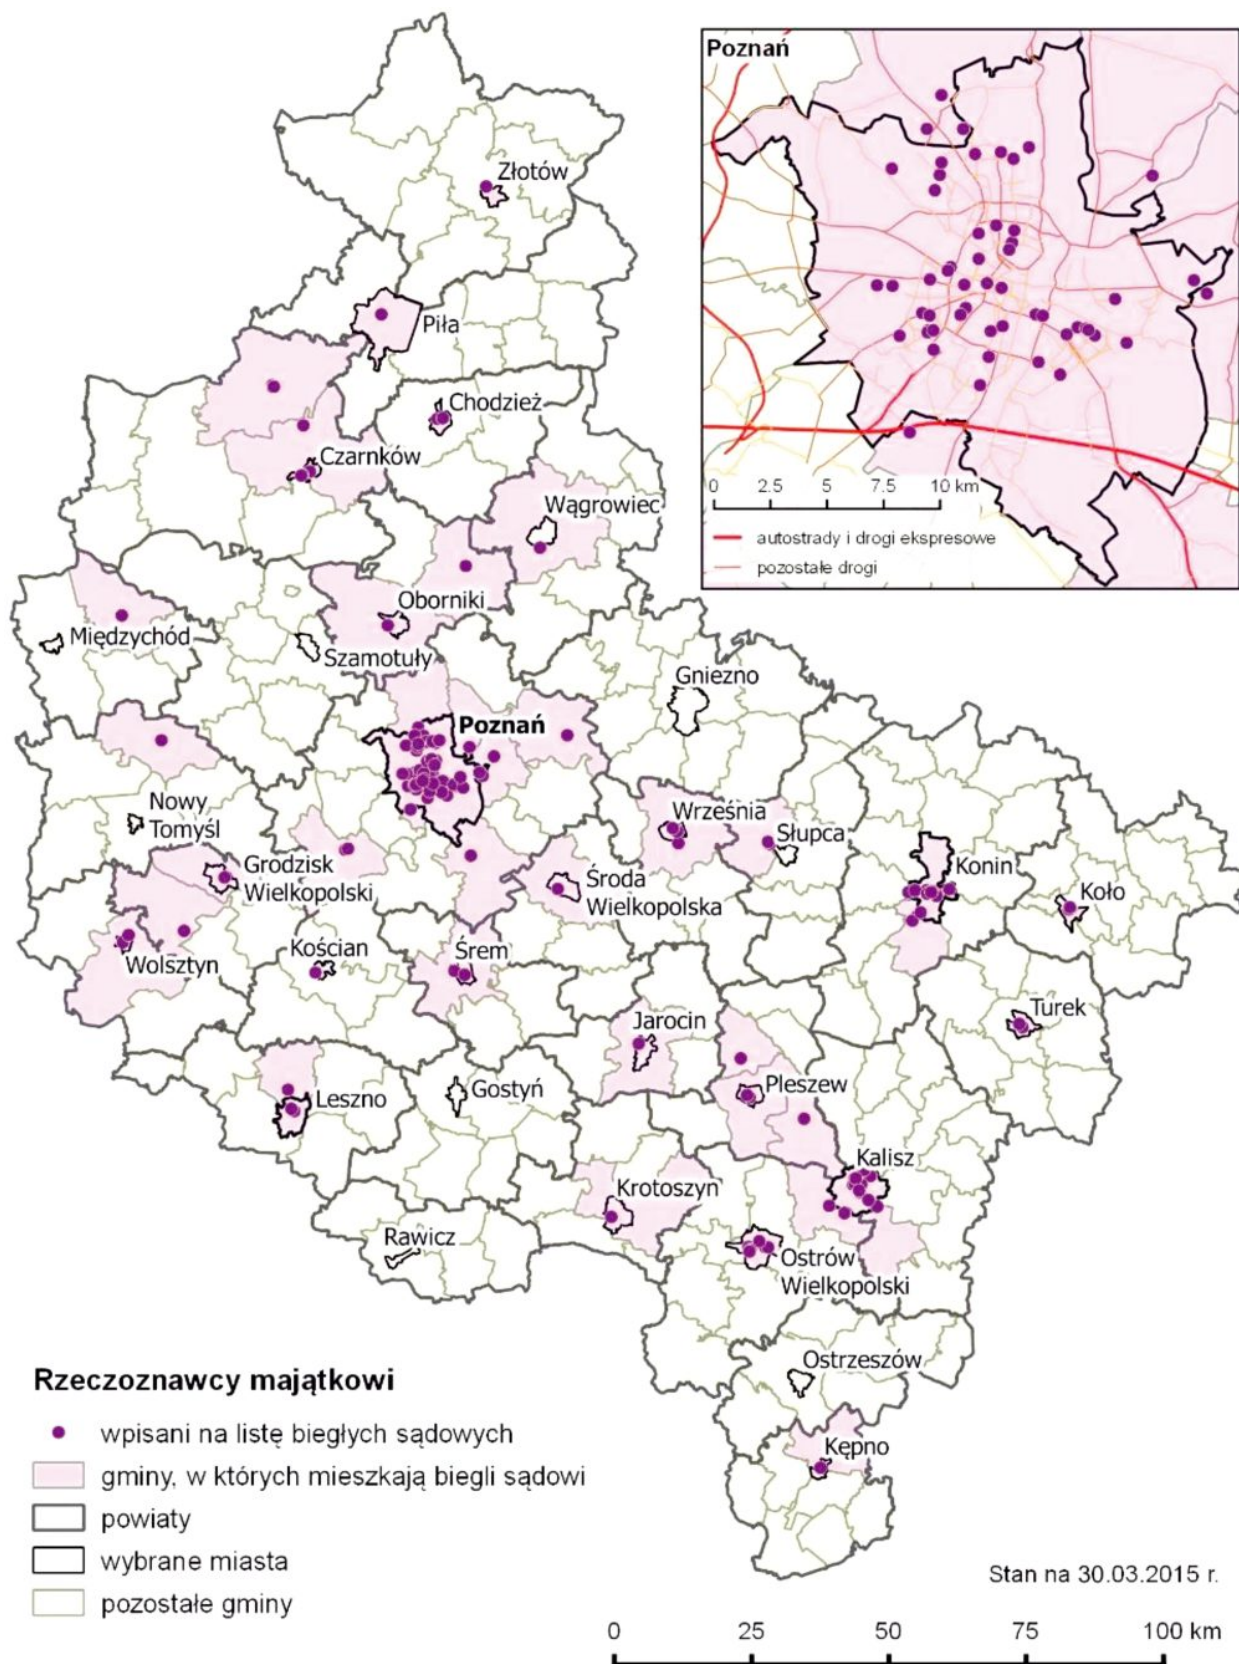 Poznań
0 2.5 5 7.5 10 km
autostrady i drogi ekspresowe
pozostałe drogi
Złotów
Piła
Chodzież
Czarnków
Wągrowiec
Oborniki
Międzychód
Szamotuły
Gniezno
Poznań
Nowy
Tomyśl
Września
Słupca
Grodzisk
Wielkopolski
Środa
Wielkopolska
Konin
Koło
Wolsztyn
Kościan
Śrem
Turek
Jarocin
Leszno
Gostyń
Pleszew
Kalisz
Krotoszyn
Rawicz
Ostrów
Wielkopolski
Ostrzeszów
Kępno
Rzeczoznawcy majątkowi
wpisani na listę biegłych sądowych
gminy, w których mieszkają biegli sądowi
powiaty
wybrane miasta
pozostałe gminy
Stan na 30.03.2015 r.
0 25 50 75 100 km